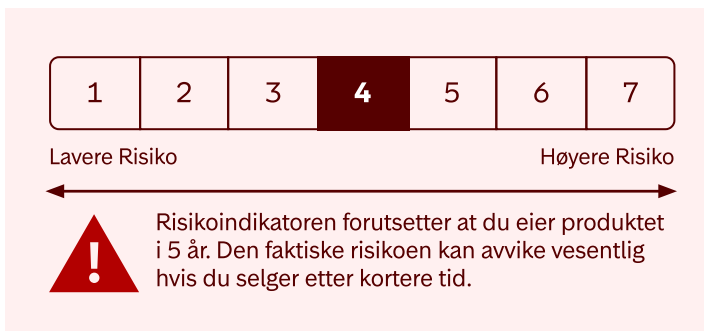 1 2 3 4 5 6 7
Lavere Risiko Høyere Risiko
!
Risikoindikatoren forutsetter at du eier produktet
i 5 år. Den faktiske risikoen kan avvike vesentlig
hvis du selger etter kortere tid.